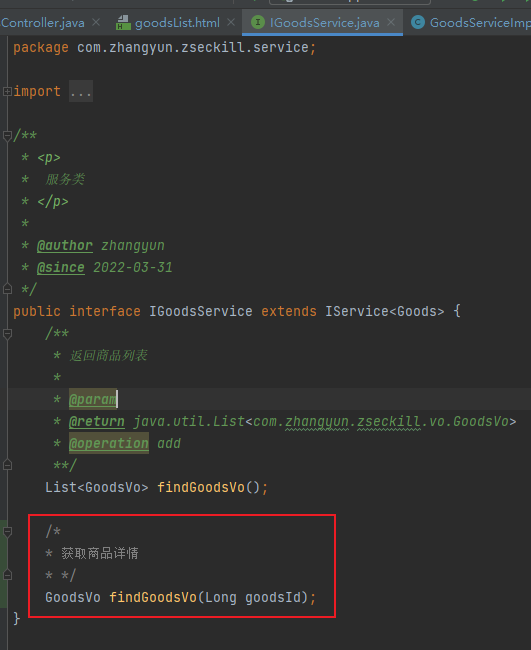 Controller.java × goodsList.html × IGoodsService.java × GoodsServiceImp
package com.zhangyun.zseckill.service;
import ...
/**
* <p>
* 服务类
* </p>
*
* @author zhangyun
* @since 2022-03-31
*/
public interface IGoodsService extends IService<Goods> {
/**
* 返回商品列表
*
* @param
* @return java.util.List<com.zhangyun.zseckill.vo.GoodsVo>
* @operation add
**/
List<GoodsVo> findGoodsVo();
/*
* 获取商品详情
* */
GoodsVo findGoodsVo(Long goodsId);
}